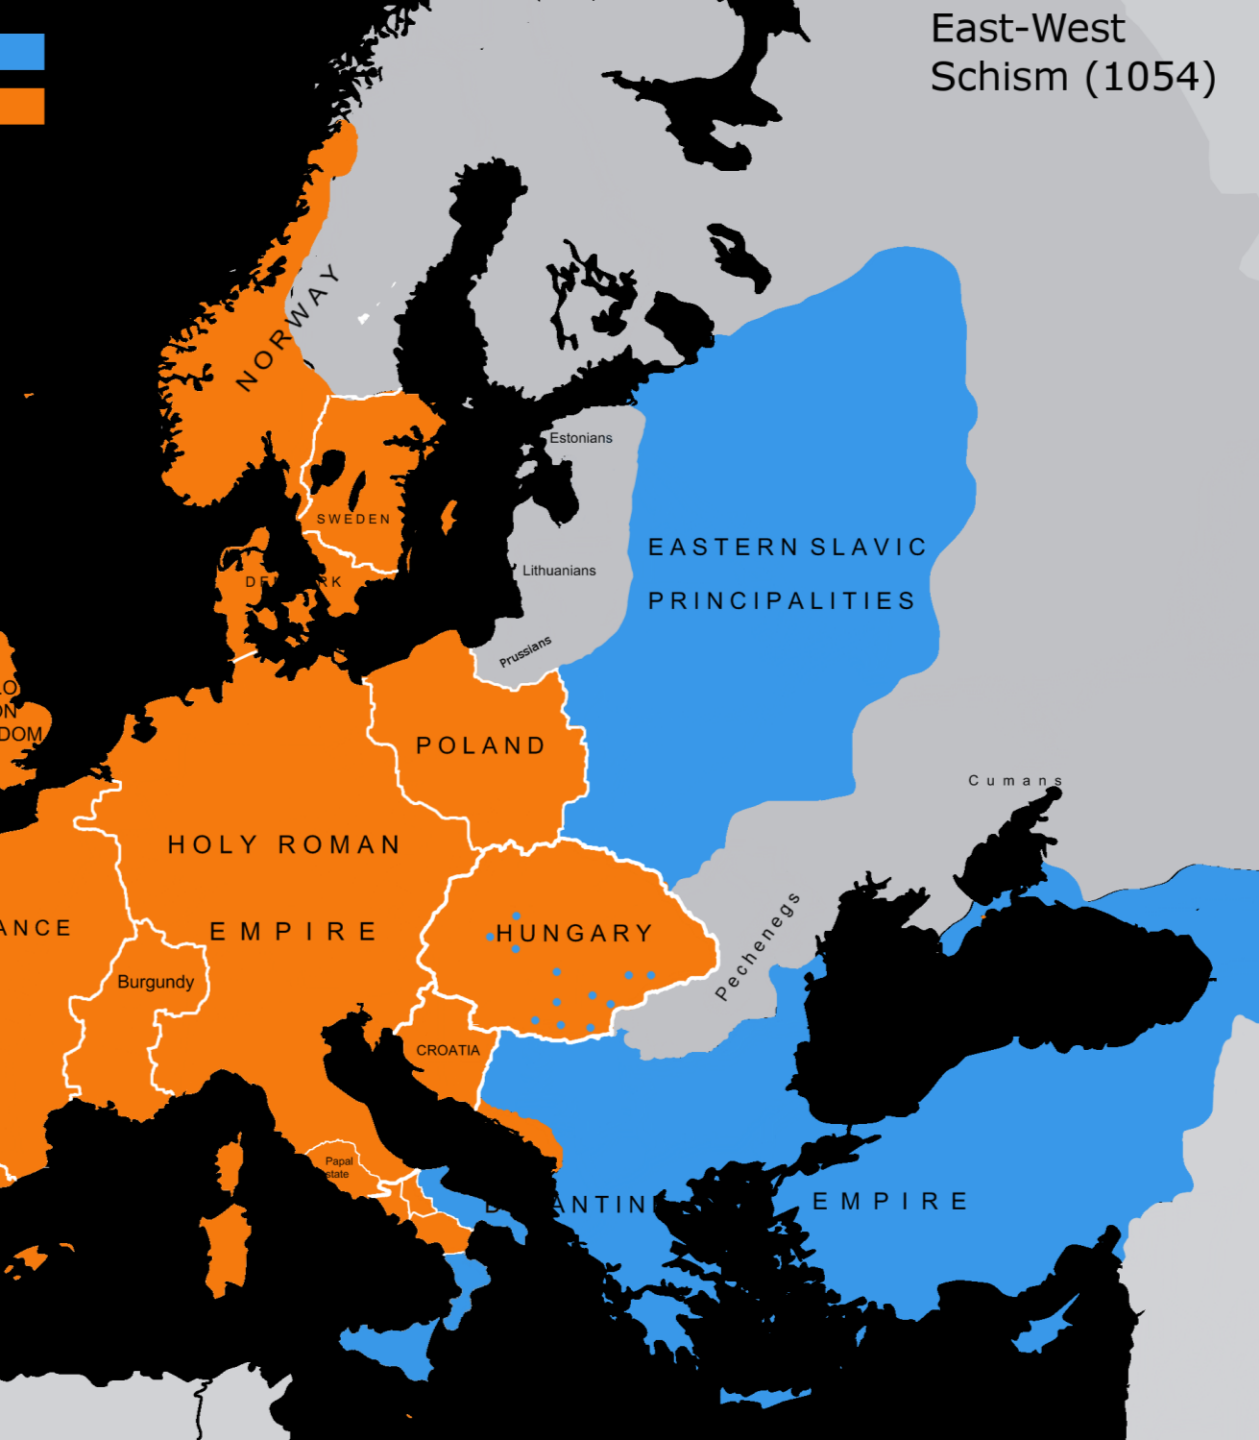 East-West
Schism (1054)
NORWAY
Estonians
SWEDEN
EASTERN SLAVIC
Lithuanians
PRINCIPALITIES
Prussians
DOM
POLAND
Cumans
HOLY ROMAN
EMPIRE
HUNGARY
ANCE
Pechenegs
Burgundy
CROATIA
Papal
state
EMPIRE